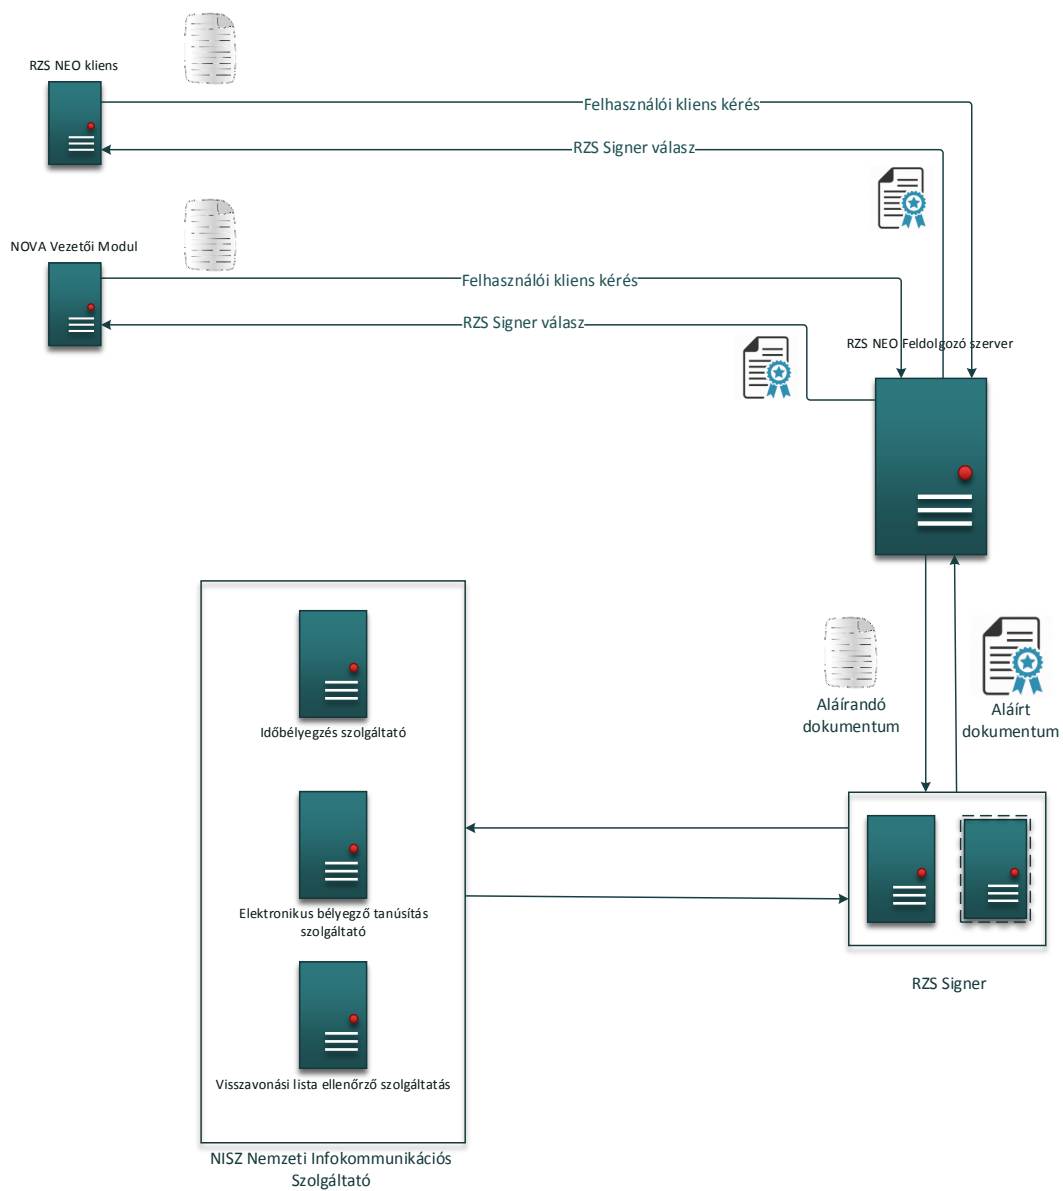 RZS NEO kliens
Felhasználói kliens kérés
RZS Signer válasz
NOVA Vezetői Modul
Felhasználói kliens kérés
RZS Signer válasz
RZS NEO Feldolgozó szerver
Aláírandó
dokumentum
Aláírt
dokumentum
Időbélyegzés szolgáltató
Elektronikus bélyegző tanúsítás
szolgáltató
RZS Signer
Visszavonási lista ellenőrző szolgáltatás
NISZ Nemzeti Infokommunikációs
Szolgáltató